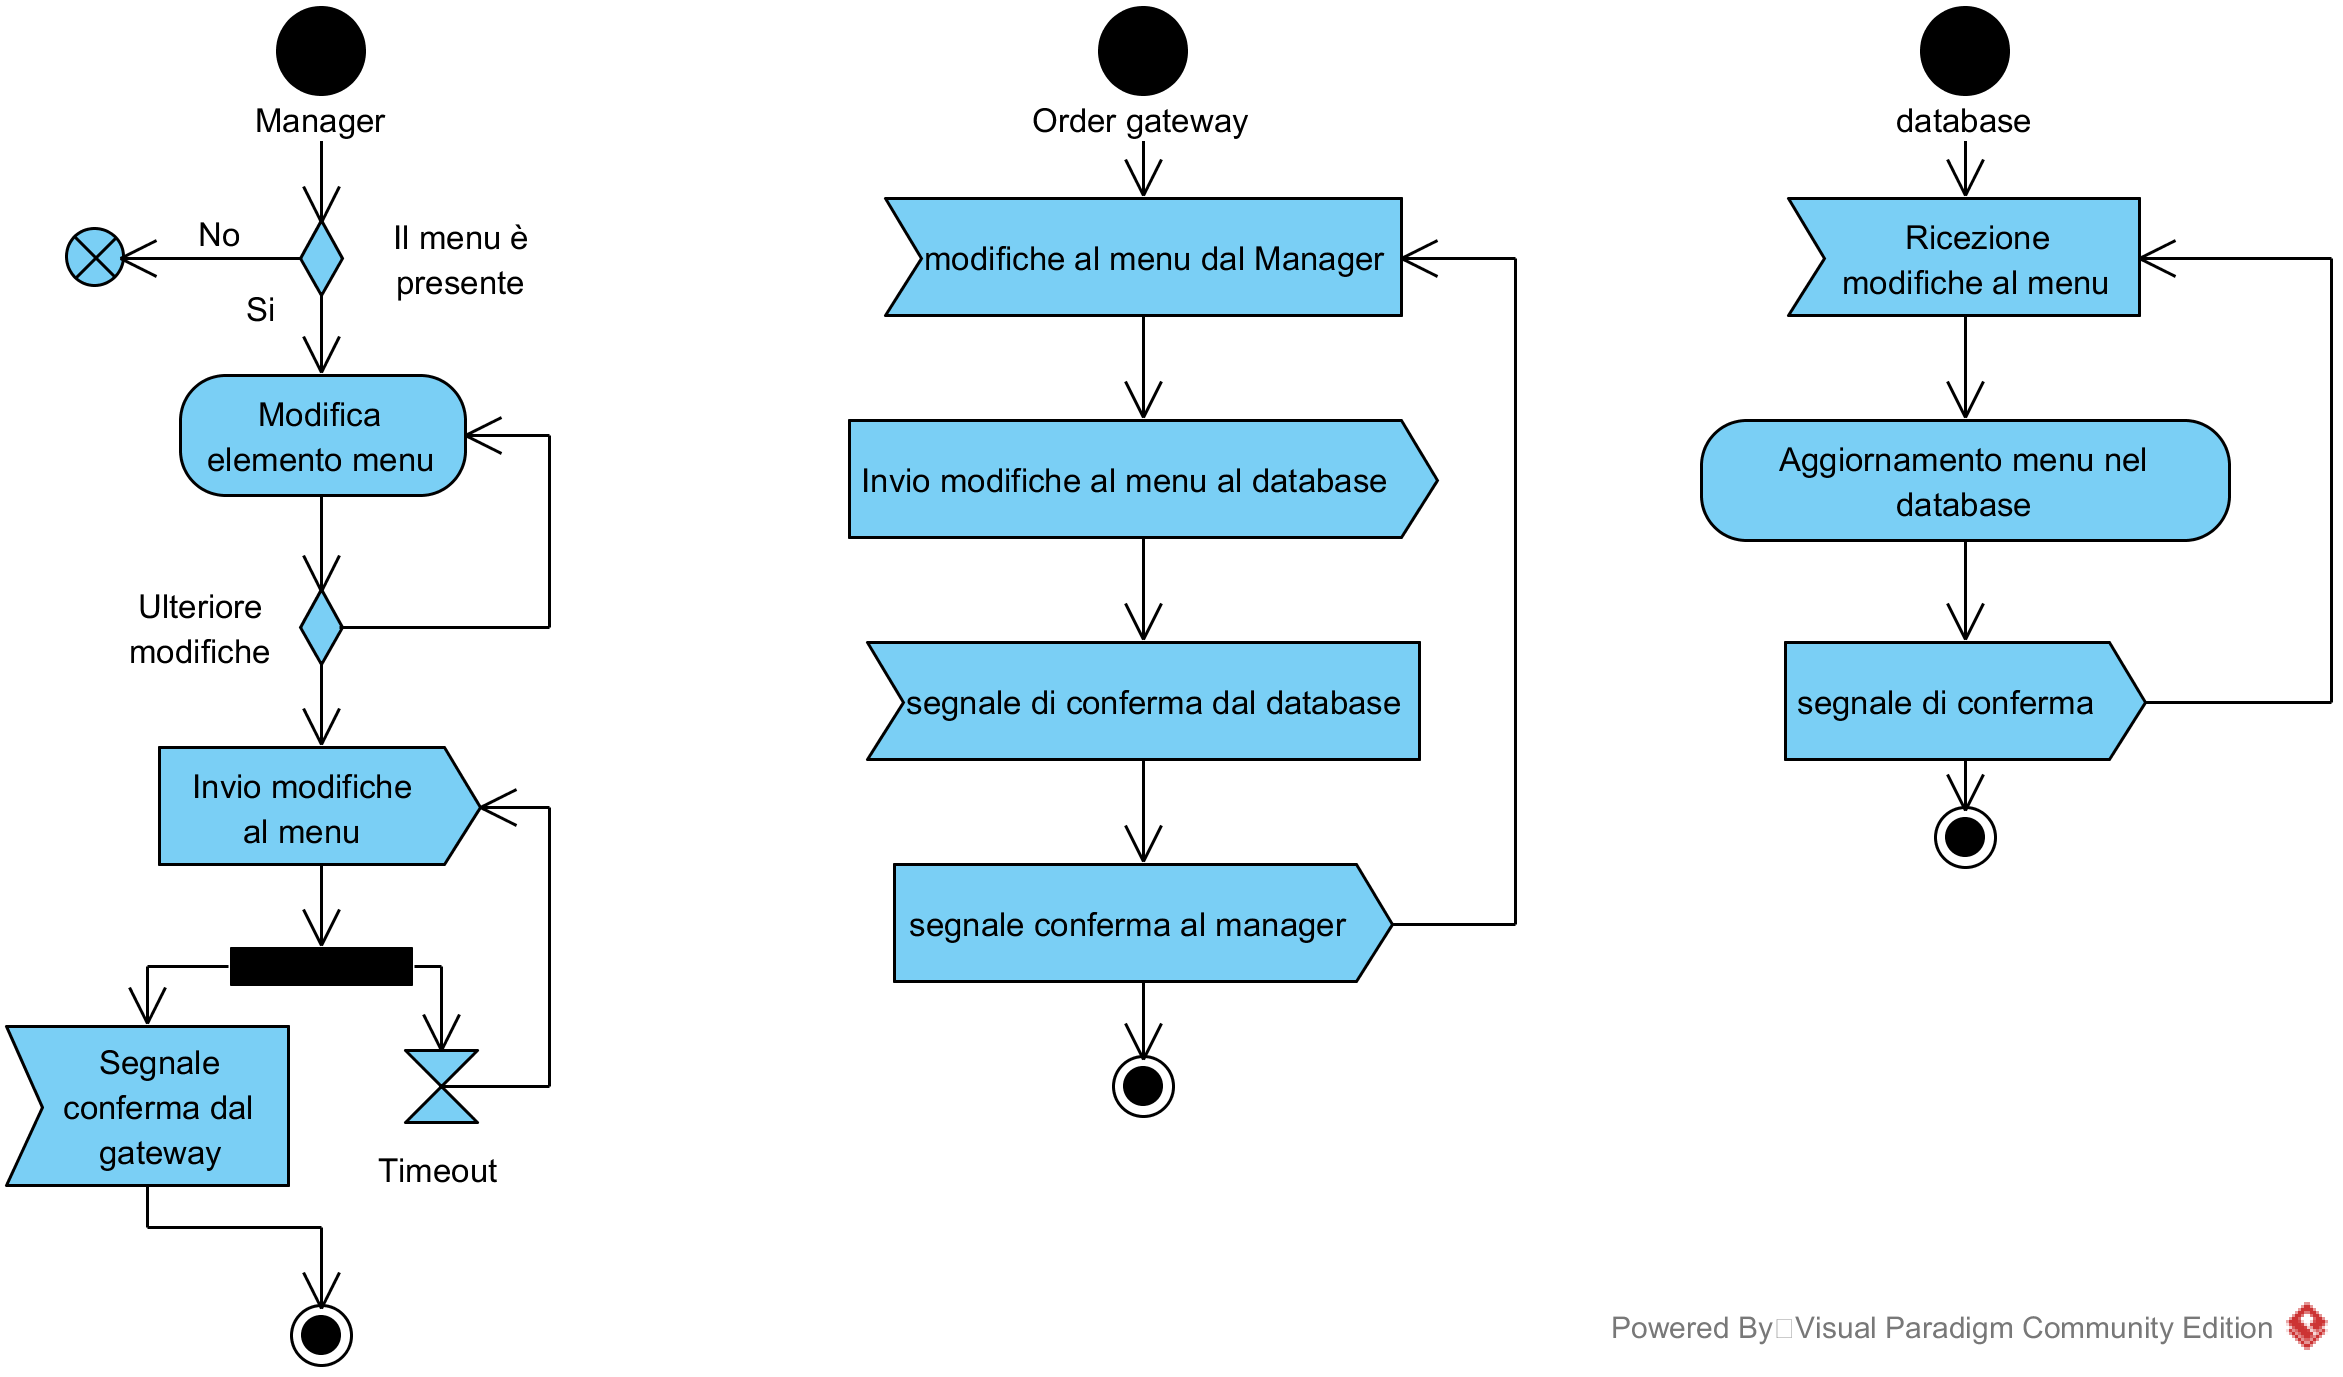 Manager
No
Il menu è
presente
Si
Modifica
elemento menu
Ulteriore
modifiche
Invio modifiche
al menu
Segnale
conferma dal
gateway
Timeout
Order gateway
modifiche al menu dal Manager
Invio modifiche al menu al database
segnale di conferma dal database
segnale conferma al manager
database
Ricezione
modifiche al menu
Aggiornamento menu nel
database
segnale di conferma
Powered By Visual Paradigm Community Edition